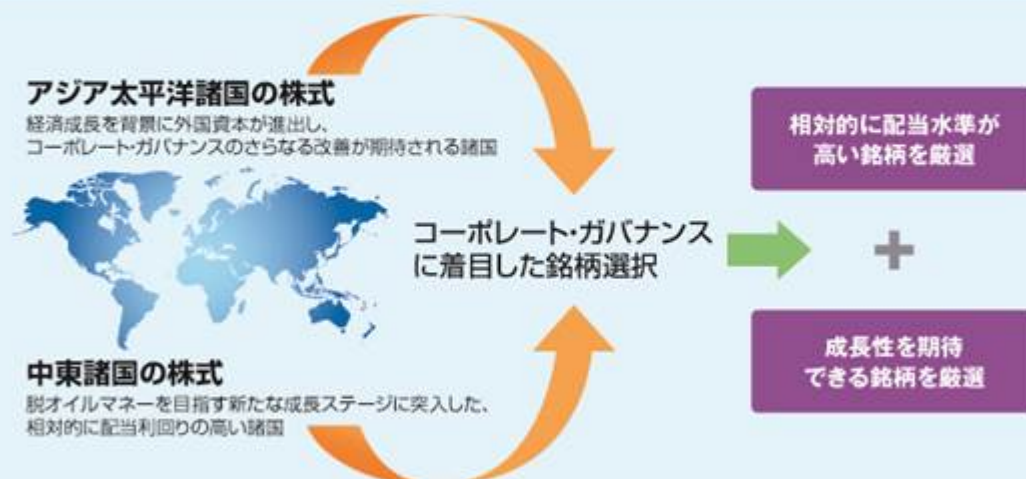 アジア太平洋諸国の株式
経済成長を背景に外国資本が進出し、
コーポレート・ガバナンスのさらなる改善が期待される諸国
コーポレート・ガバナンス
に着目した銘柄選択
中東諸国の株式
脱オイルマネーを目指す新たな成長ステージに突入した、
相対的に配当利回りの高い諸国
相対的に配当水準が
高い銘柄を厳選
+
成長性を期待
できる銘柄を厳選